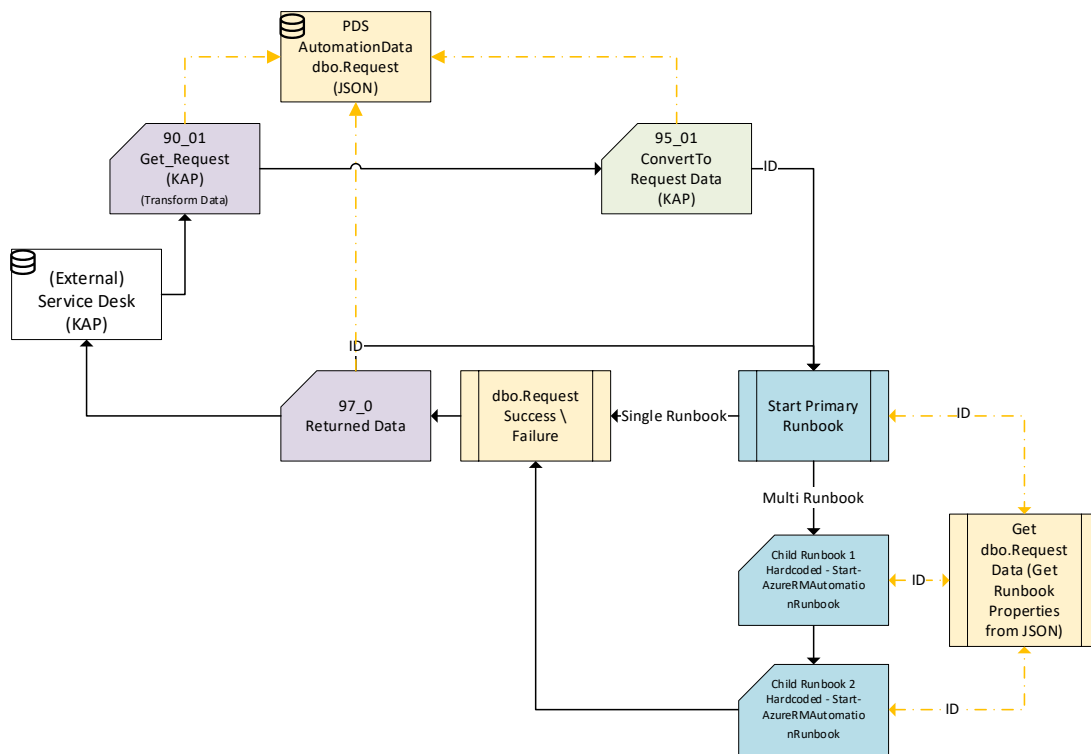 PDS
AutomationData
dbo.Request
(JSON)
90_01
Get_Request
(KAP)
(Transform Data)
95_01
ConvertTo
Request Data
(KAP)
ID
(External)
Service Desk
(KAP)
ID
97_0
Returned Data
dbo.Request
Success \
Failure
Single Runbook
Start Primary
Runbook
ID
Multi Runbook
Child Runbook 1
Hardcoded - Start-
AzureRMAutomatio
nRunbook
ID
Get
dbo.Request
Data (Get
Runbook
Properties
from JSON)
Child Runbook 2
Hardcoded - Start-
AzureRMAutomatio
nRunbook
ID